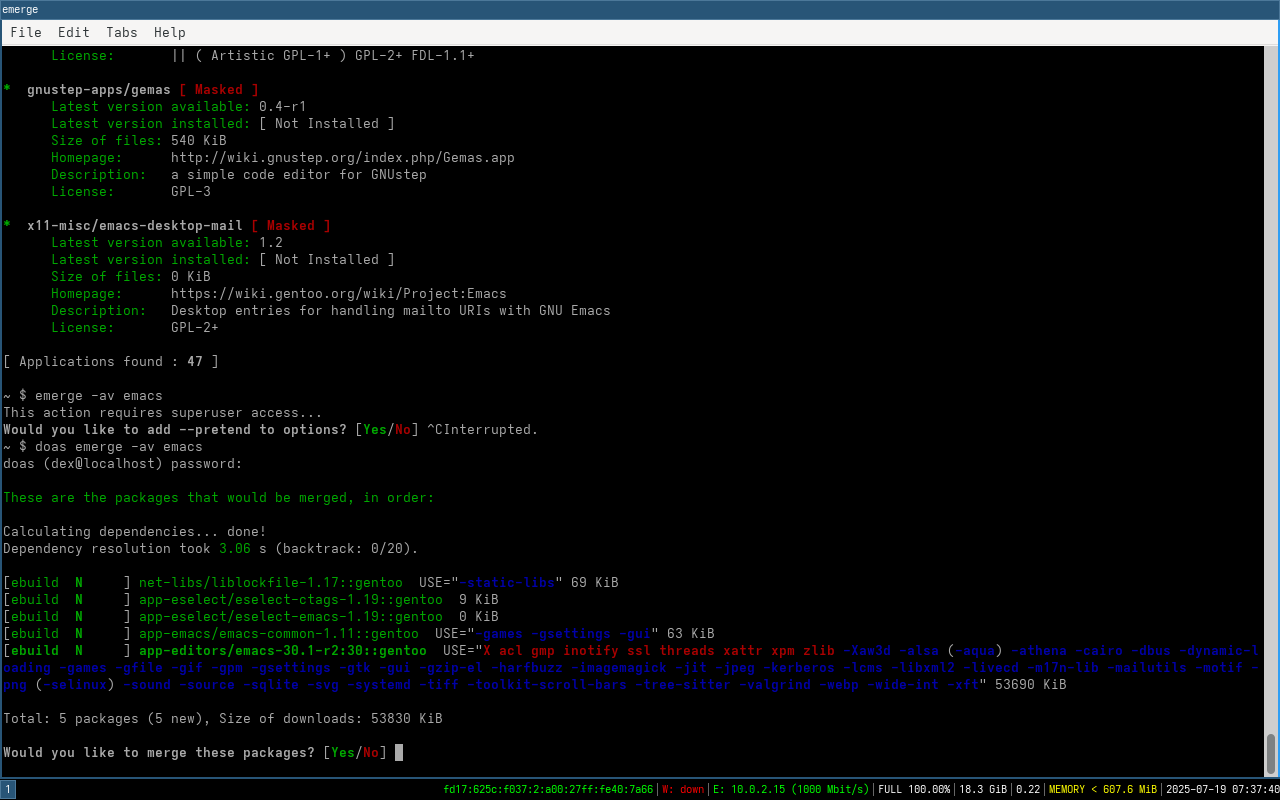 emerge
File Edit Tabs Help
License: || ( Artistic GPL-1+ ) GPL-2+ FDL-1.1+
* gnustep-apps/gemas [ Masked ]
Latest version available: 0.4-r1
Latest version installed: [ Not Installed ]
Size of files: 540 KiB
Homepage: http://wiki.gnustep.org/index.php/Gemas.app
Description: a simple code editor for GNUstep
License: GPL-3
* x11-misc/emacs-desktop-mail [ Masked ]
Latest version available: 1.2
Latest version installed: [ Not Installed ]
Size of files: 0 KiB
Homepage: https://wiki.gentoo.org/wiki/Project:Emacs
Description: Desktop entries for handling mailto URIs with GNU Emacs
License: GPL-2+
[ Applications found : 47 ]
~ $ emerge -av emacs
This action requires superuser access...
Would you like to add --pretend to options? [Yes/No] ^CInterrupted.
~ $ doas emerge -av emacs
doas (dex@localhost) password:
These are the packages that would be merged, in order:
Calculating dependencies... done!
Dependency resolution took 3.06 s (backtrack: 0/20).
[ebuild N ] net-libs/liblockfile-1.17::gentoo USE="-static-libs" 69 KiB
[ebuild N ] app-eselect/eselect-ctags-1.19::gentoo 9 KiB
[ebuild N ] app-eselect/eselect-emacs-1.19::gentoo 0 KiB
[ebuild N ] app-emacs/emacs-common-1.11::gentoo USE="-games -gsettings -gui" 63 KiB
[ebuild N ] app-editors/emacs-30.1-r2:30::gentoo USE="X acl gmp inotify ssl threads xattr xpm zlib -Xaw3d -alsa (-aqua) -athena -cairo -dbus -dynamic-l
oading -games -gfile -gif -gpm -gsettings -gtk -gui -gzip-el -harfbuzz -imagemagick -jit -jpeg -kerberos -lcms -libxml2 -livecd -m17n-lib -mailutils -motif -
png (-selinux) -sound -source -sqlite -svg -systemd -tiff -toolkit-scroll-bars -tree-sitter -valgrind -webp -wide-int -xft" 53690 KiB
Total: 5 packages (5 new), Size of downloads: 53830 KiB
Would you like to merge these packages? [Yes/No]
1 fd17:625c:f037:2:a00:27ff:fe40:7a66|W: down|E: 10.0.2.15 (1000 Mbit/s)|FULL 100.00%|18.3 GiB|0.22|MEMORY < 607.6 MiB|2025-07-19 07:37:40